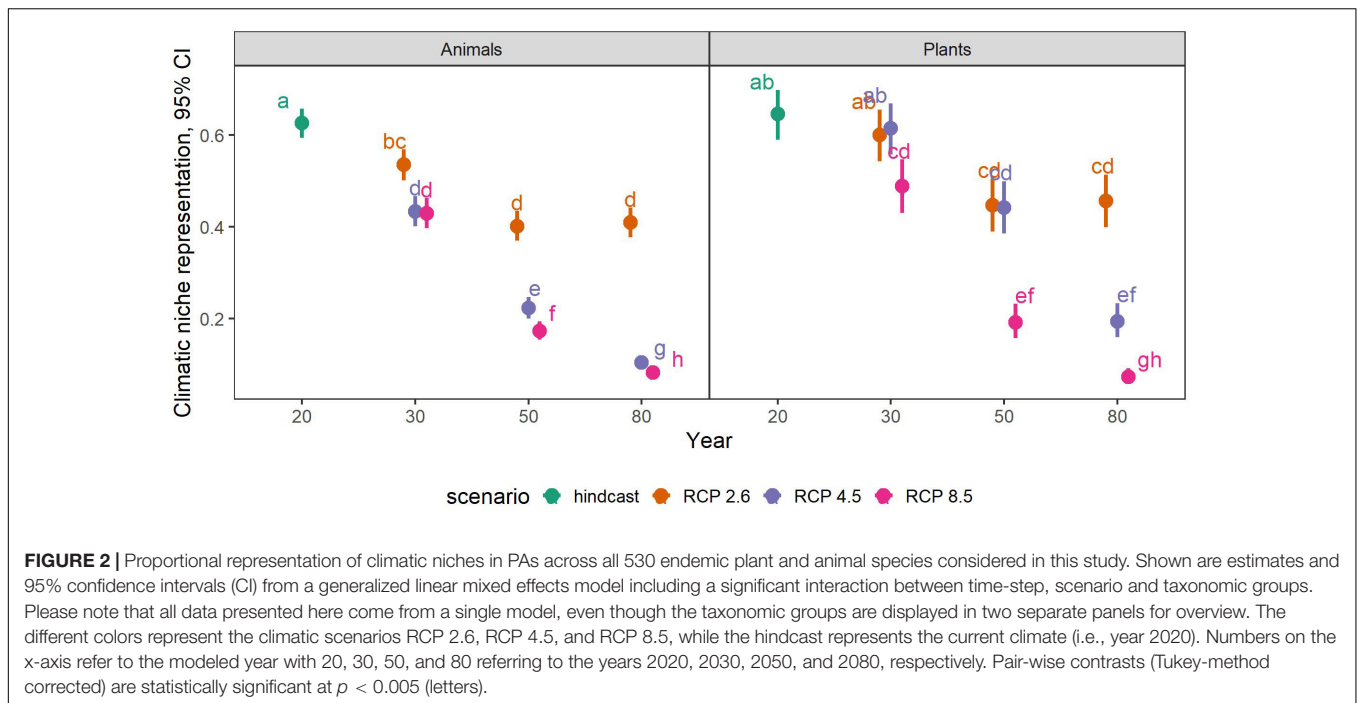 Animals
Plants
Climatic niche representation, 95% CI
0.6
0.4
0.2
a
bc
d
d
d
d
e
f
g
h
ab
ab
ab
cd
cd
cd
cd
ef
ef
gh
20
30
50
80
20
30
50
80
Year
scenario hindcast RCP 2.6 RCP 4.5 RCP 8.5
FIGURE 2 | Proportional representation of climatic niches in PAs across all 530 endemic plant and animal species considered in this study. Shown are estimates and
95% confidence intervals (CI) from a generalized linear mixed effects model including a significant interaction between time-step, scenario and taxonomic groups.
Please note that all data presented here come from a single model, even though the taxonomic groups are displayed in two separate panels for overview. The
different colors represent the climatic scenarios RCP 2.6, RCP 4.5, and RCP 8.5, while the hindcast represents the current climate (i.e., year 2020). Numbers on the
x-axis refer to the modeled year with 20, 30, 50, and 80 referring to the years 2020, 2030, 2050, and 2080, respectively. Pair-wise contrasts (Tukey-method
corrected) are statistically significant at p < 0.005 (letters).